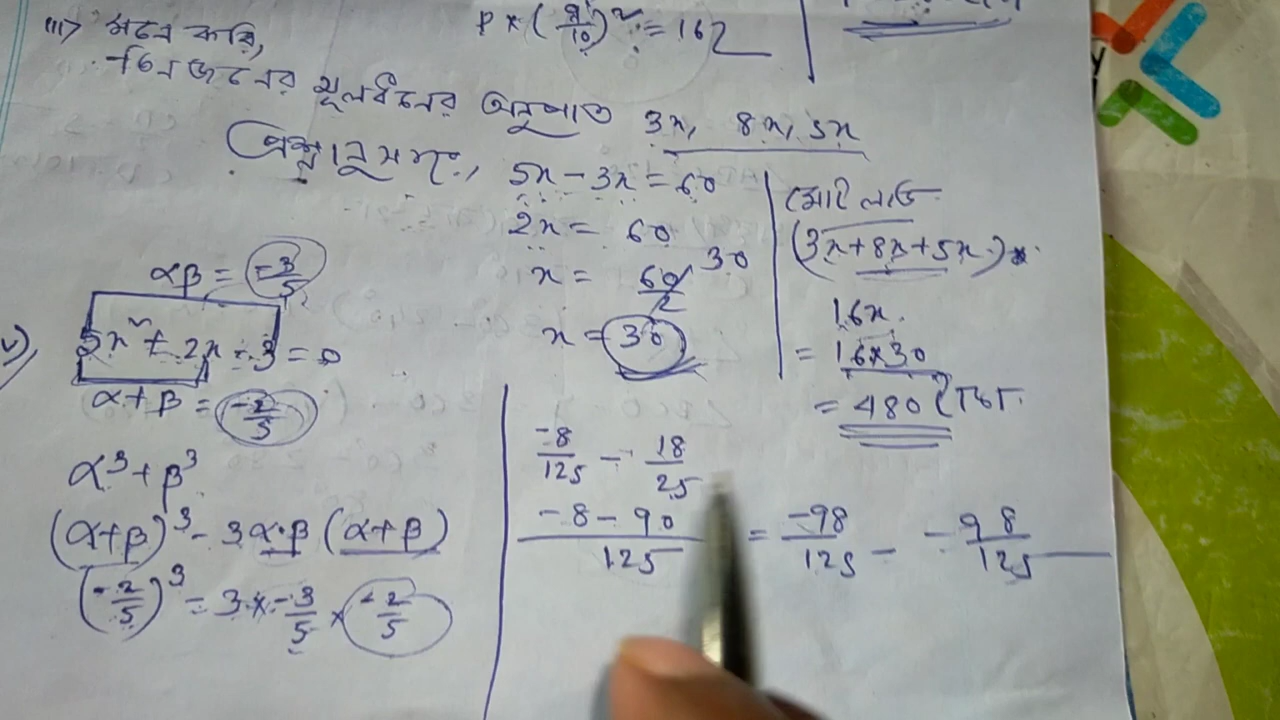 p × (9/10)² = 162
iii) মনে করি,
তিনজনের মূলধনের অনুপাত 3x, 8x, 5x
প্রশ্নানুসারে, 5x - 3x = 60
2x = 60
x = 60/2 30
x = 30
মোট লাভ
(3x+8x+5x)
16x
= 16×30
= 480 টাকা
αβ = -3/5
v) 5x² + 2x - 3 = 0
α+β = -2/5
α³+β³
(α+β)³ - 3α·β (α+β)
(-2/5)³ - 3 × -3/5 × -2/5
-8/125 - 18/25
-8-90/125 = -98/125 - -98/125